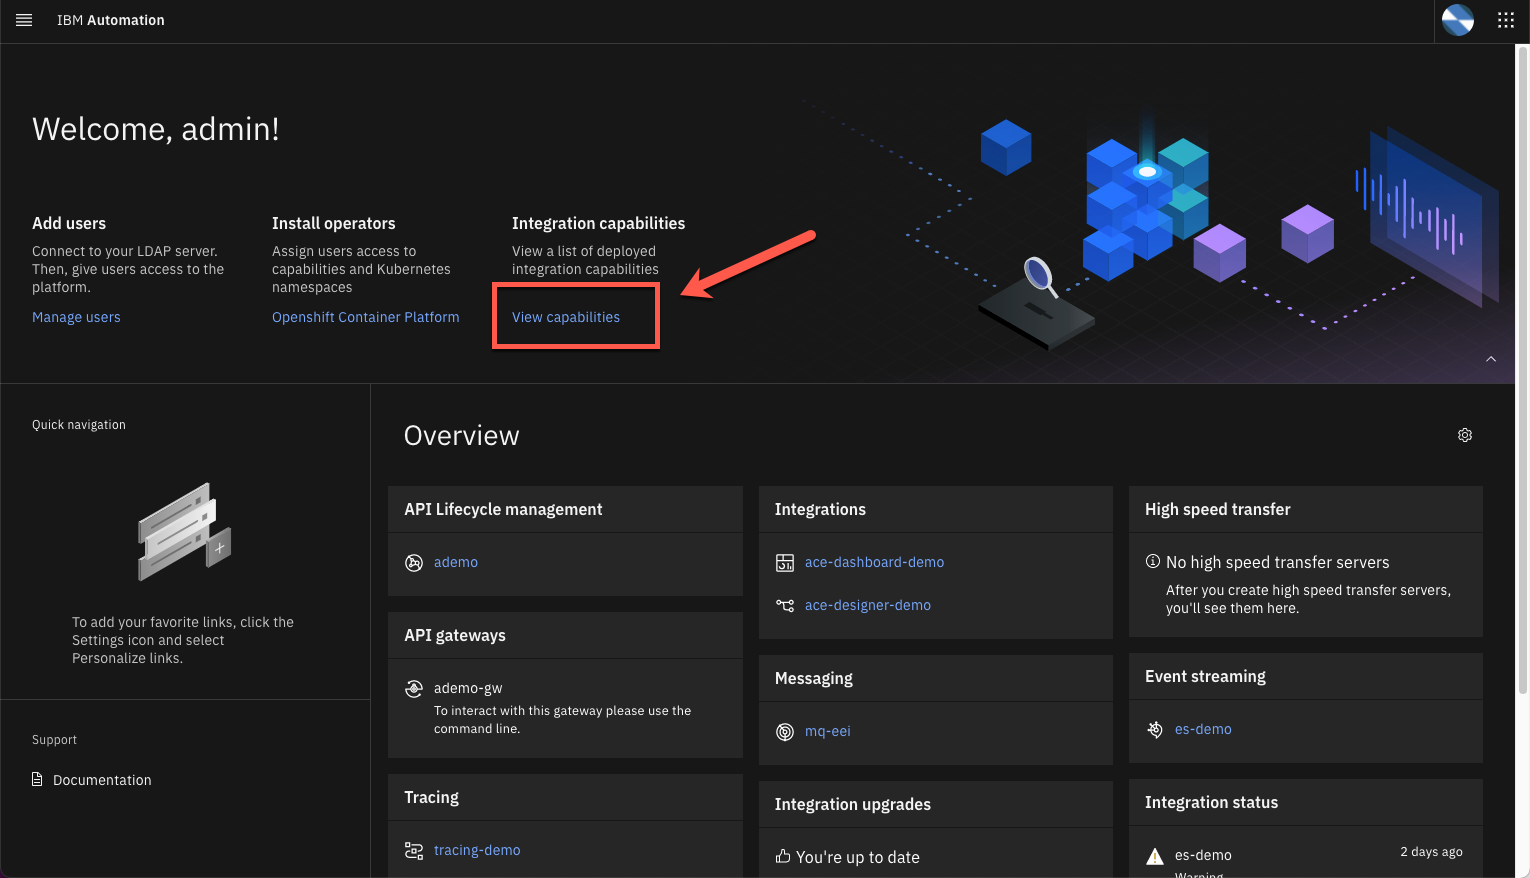 IBM Automation
Welcome, admin!
Add users
Connect to your LDAP server.
Then, give users access to the
platform.
Manage users
Install operators
Assign users access to
capabilities and Kubernetes
namespaces
Openshift Container Platform
Integration capabilities
View a list of deployed
integration capabilities
View capabilities
Quick navigation
To add your favorite links, click the
Settings icon and select
Personalize links.
Support
Documentation
Overview
API Lifecycle management
ademo
API gateways
ademo-gw
To interact with this gateway please use the
command line.
Tracing
tracing-demo
Integrations
ace-dashboard-demo
ace-designer-demo
Messaging
mq-eei
Integration upgrades
You're up to date
High speed transfer
No high speed transfer servers
After you create high speed transfer servers,
you'll see them here.
Event streaming
es-demo
Integration status
es-demo
2 days ago
Warning